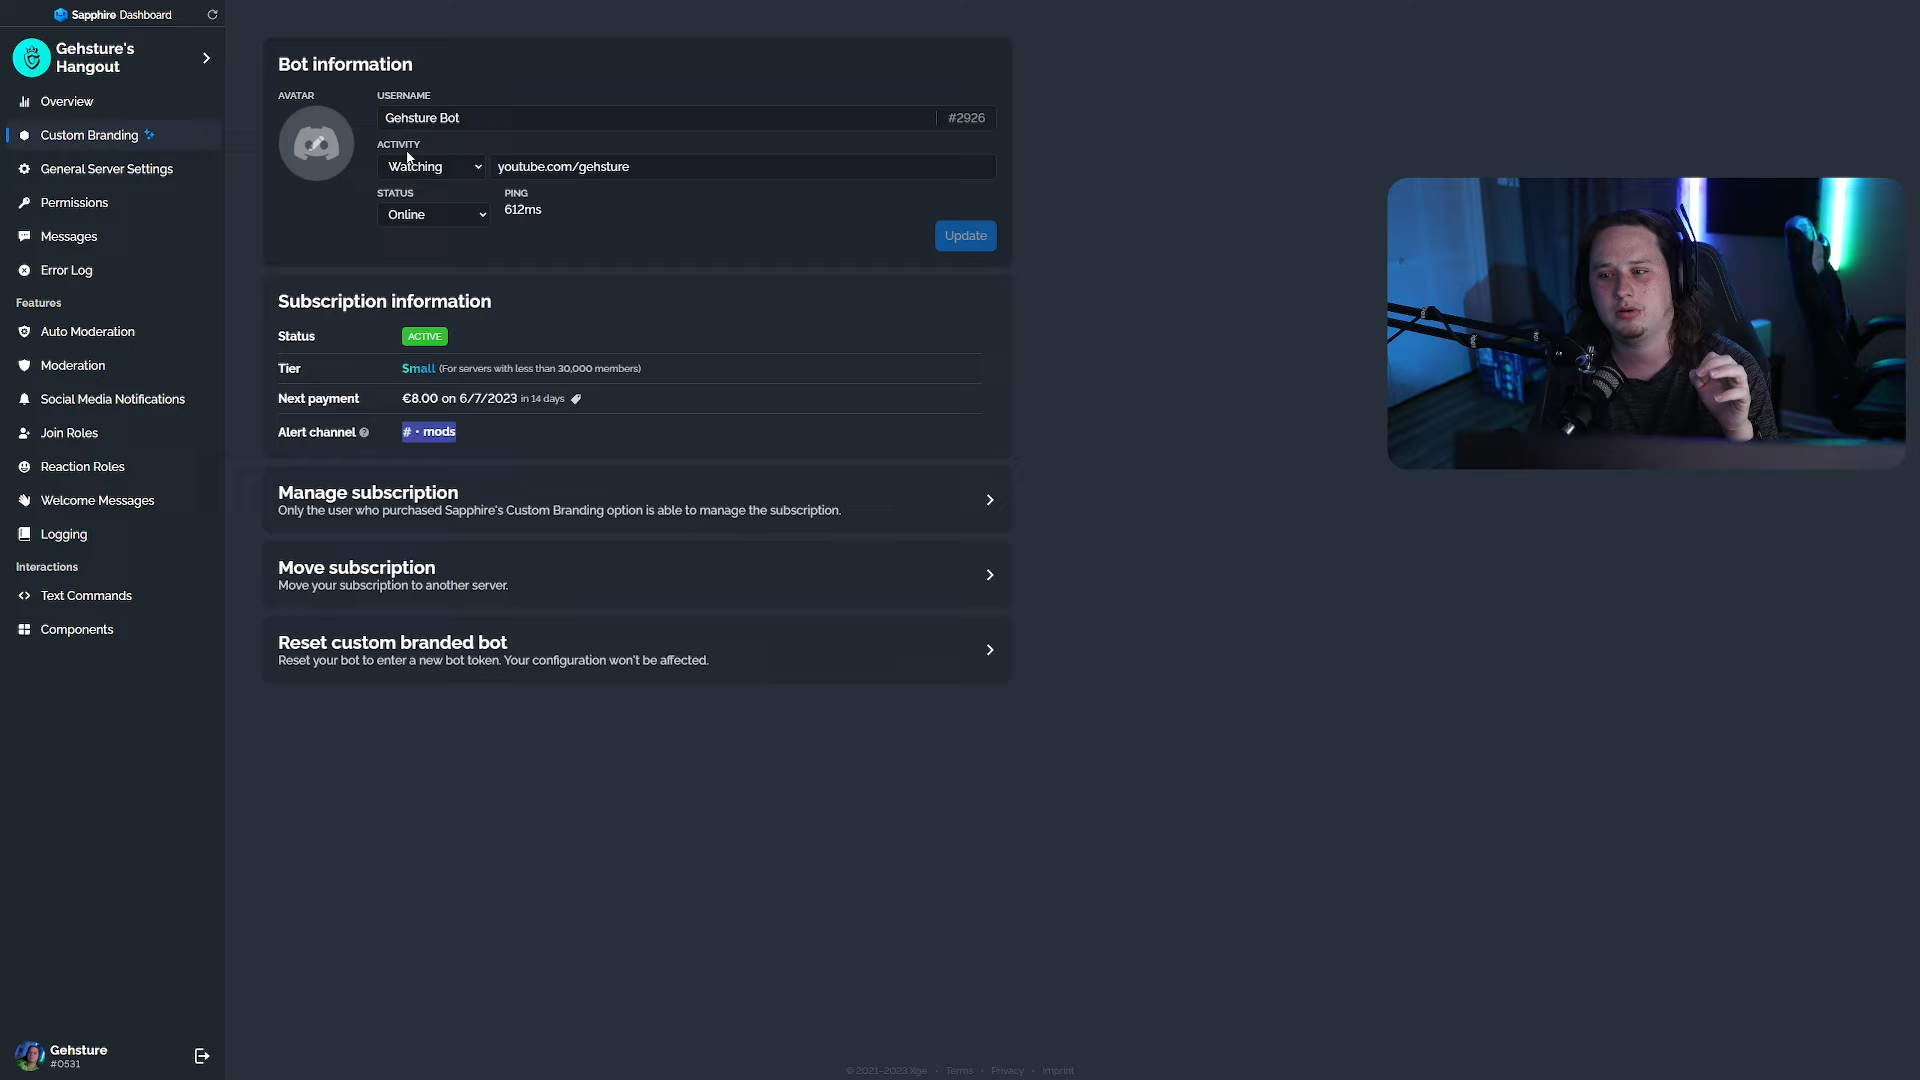 Sapphire Dashboard
Gehsture's
Hangout
Overview
Custom Branding
General Server Settings
Permissions
Messages
Error Log
Features
Auto Moderation
Moderation
Social Media Notifications
Join Roles
Reaction Roles
Welcome Messages
Logging
Interactions
Text Commands
Components
Gehsture
#0531
Bot information
AVATAR
USERNAME
Gehsture Bot #2926
ACTIVITY
Watching youtube.com/gehsture
STATUS PING
Online 612ms
Update
Subscription information
Status ACTIVE
Tier Small (For servers with less than 30,000 members)
Next payment €8.00 on 6/7/2023 in 14 days
Alert channel # • mods
Manage subscription
Only the user who purchased Sapphire's Custom Branding option is able to manage the subscription.
Move subscription
Move your subscription to another server.
Reset custom branded bot
Reset your bot to enter a new bot token. Your configuration won't be affected.
© 2021–2023 Xge • Terms • Privacy • Imprint